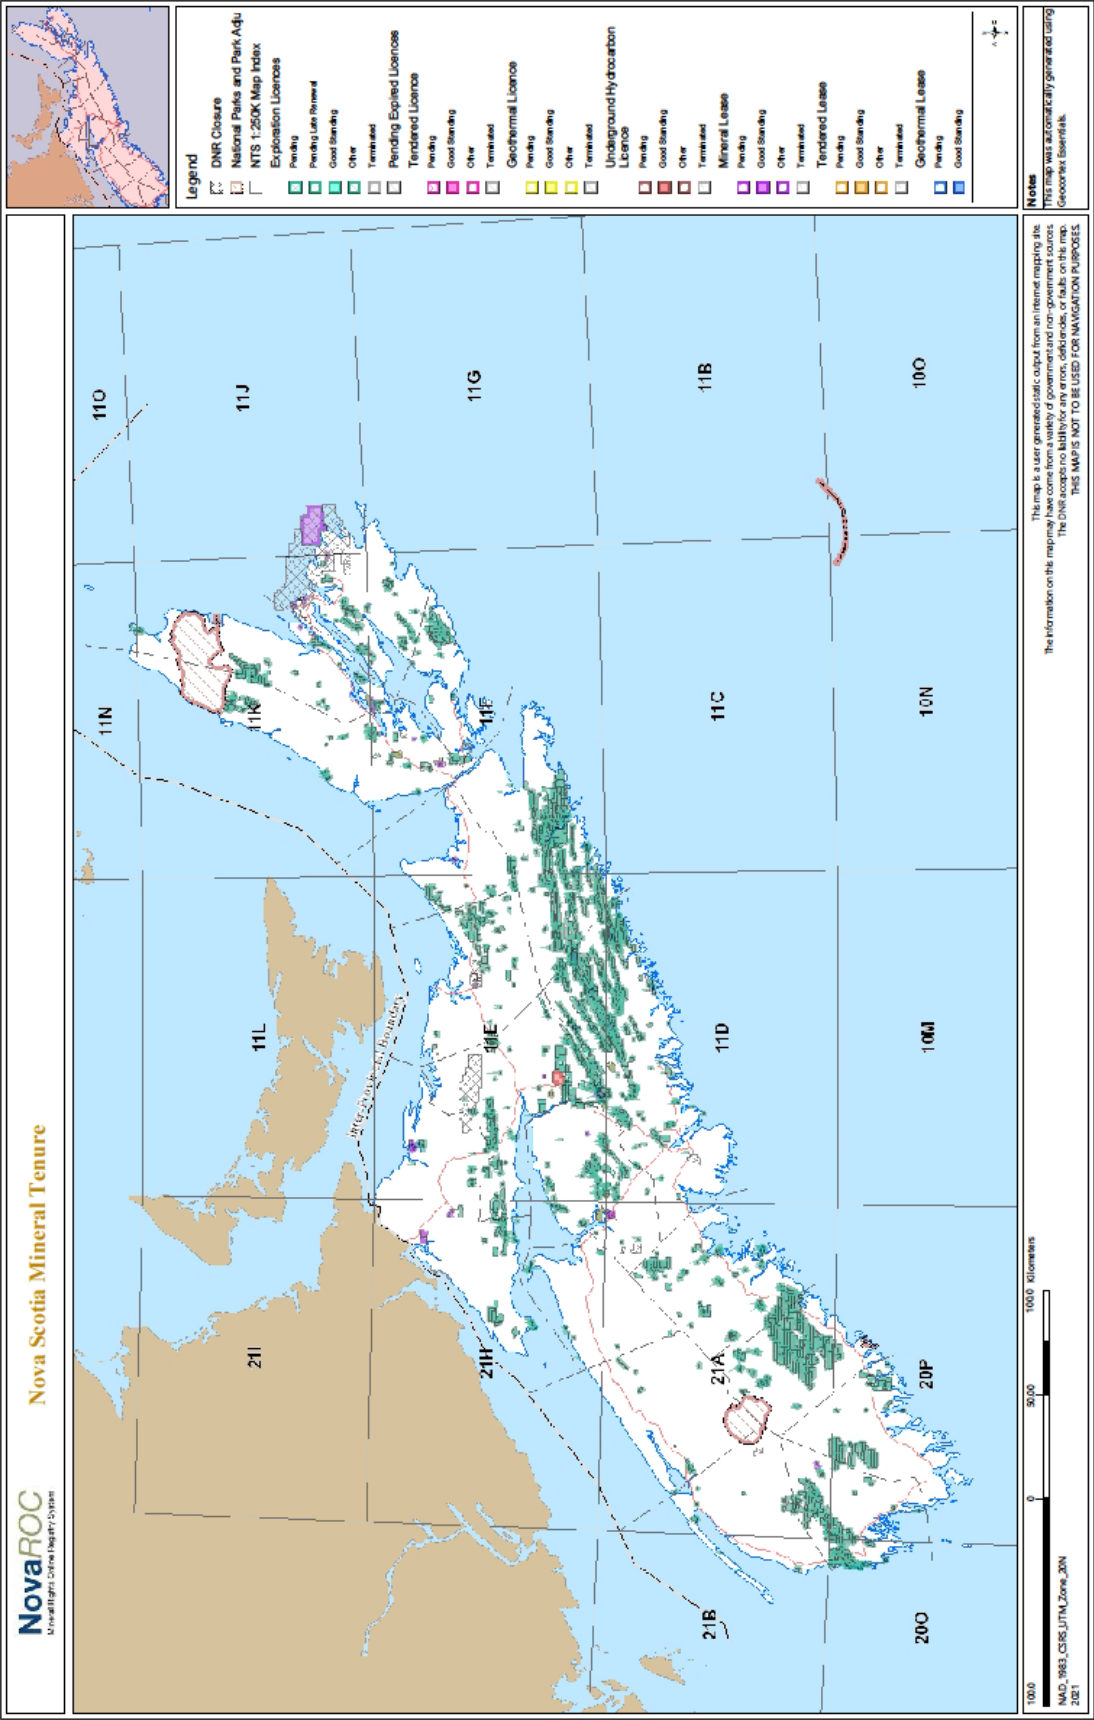 NovaROC
Mineral Rights Online Registry System
Nova Scotia Mineral Tenure
11O
11N
11J
11K
11L
21I
11G
11F
11E
21H
Inter-Provincial Boundary
11B
11C
11D
21A
21B
10O
10N
10M
20P
20O
Legend
DNR Closure
National Parks and Park Adju
NTS 1:250K Map Index
Exploration Licences
Pending
Pending Late Renewal
Good Standing
Other
Terminated
Pending Expired Licences
Tendered Licence
Pending
Good Standing
Other
Terminated
Geothermal Licence
Pending
Good Standing
Other
Terminated
Underground Hydrocarbon
Licence
Pending
Good Standing
Other
Terminated
Mineral Lease
Pending
Good Standing
Other
Terminated
Tendered Lease
Pending
Good Standing
Other
Terminated
Geothermal Lease
Pending
Good Standing
100.0
0
50.00
100.0 Kilometers
NAD_1983_CSRS_UTM_Zone_20N
2021
This map is a user generated static output from an Internet mapping site.
The information on this map may have come from a variety of government and non-government sources.
The DNR accepts no liability for any errors, deficiencies, or faults on this map.
THIS MAP IS NOT TO BE USED FOR NAVIGATION PURPOSES.
Notes
This map was automatically generated using
Geocortex Essentials.